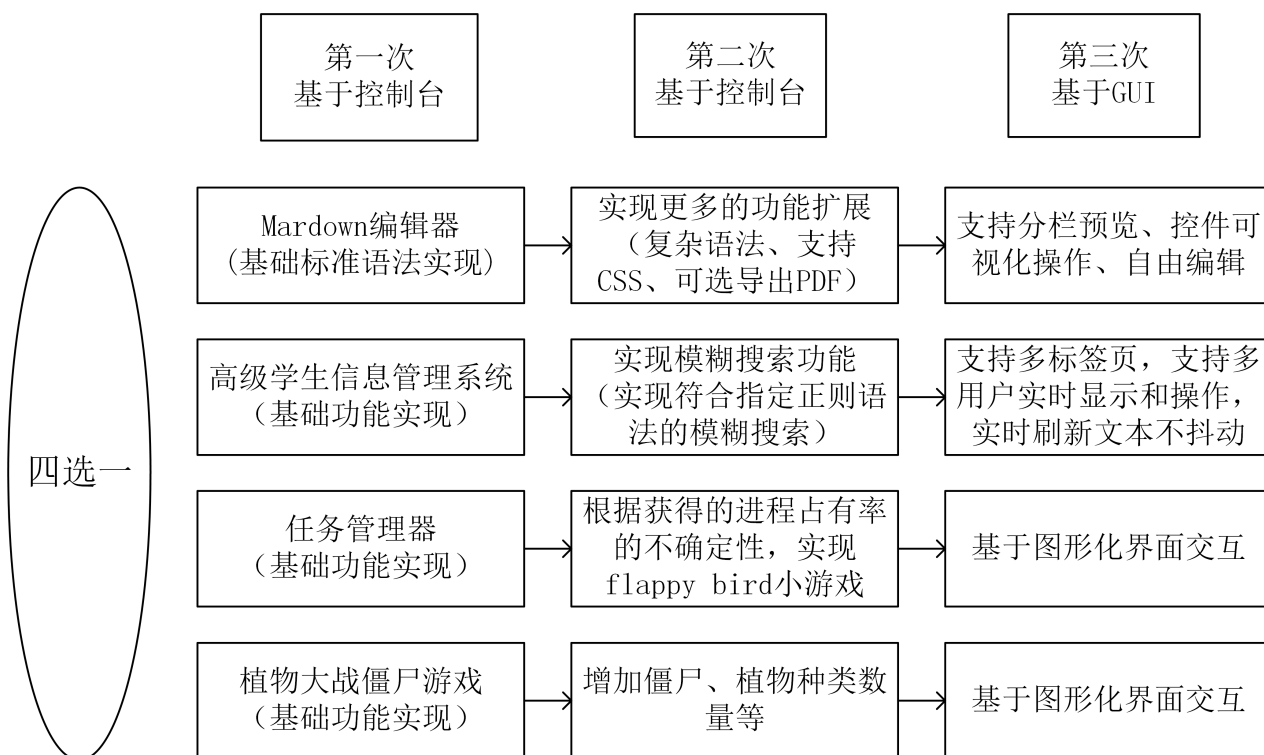 第一次
基于控制台
第二次
基于控制台
第三次
基于GUI
四选一
Mardown编辑器
(基础标准语法实现)
实现更多的功能扩展
（复杂语法、支持
CSS、可选导出PDF）
支持分栏预览、控件可
视化操作、自由编辑
高级学生信息管理系统
（基础功能实现）
实现模糊搜索功能
（实现符合指定正则语
法的模糊搜索）
支持多标签页，支持多
用户实时显示和操作，
实时刷新文本不抖动
任务管理器
（基础功能实现）
根据获得的进程占有率
的不确定性，实现
flappy bird小游戏
基于图形化界面交互
植物大战僵尸游戏
（基础功能实现）
增加僵尸、植物种类数
量等
基于图形化界面交互